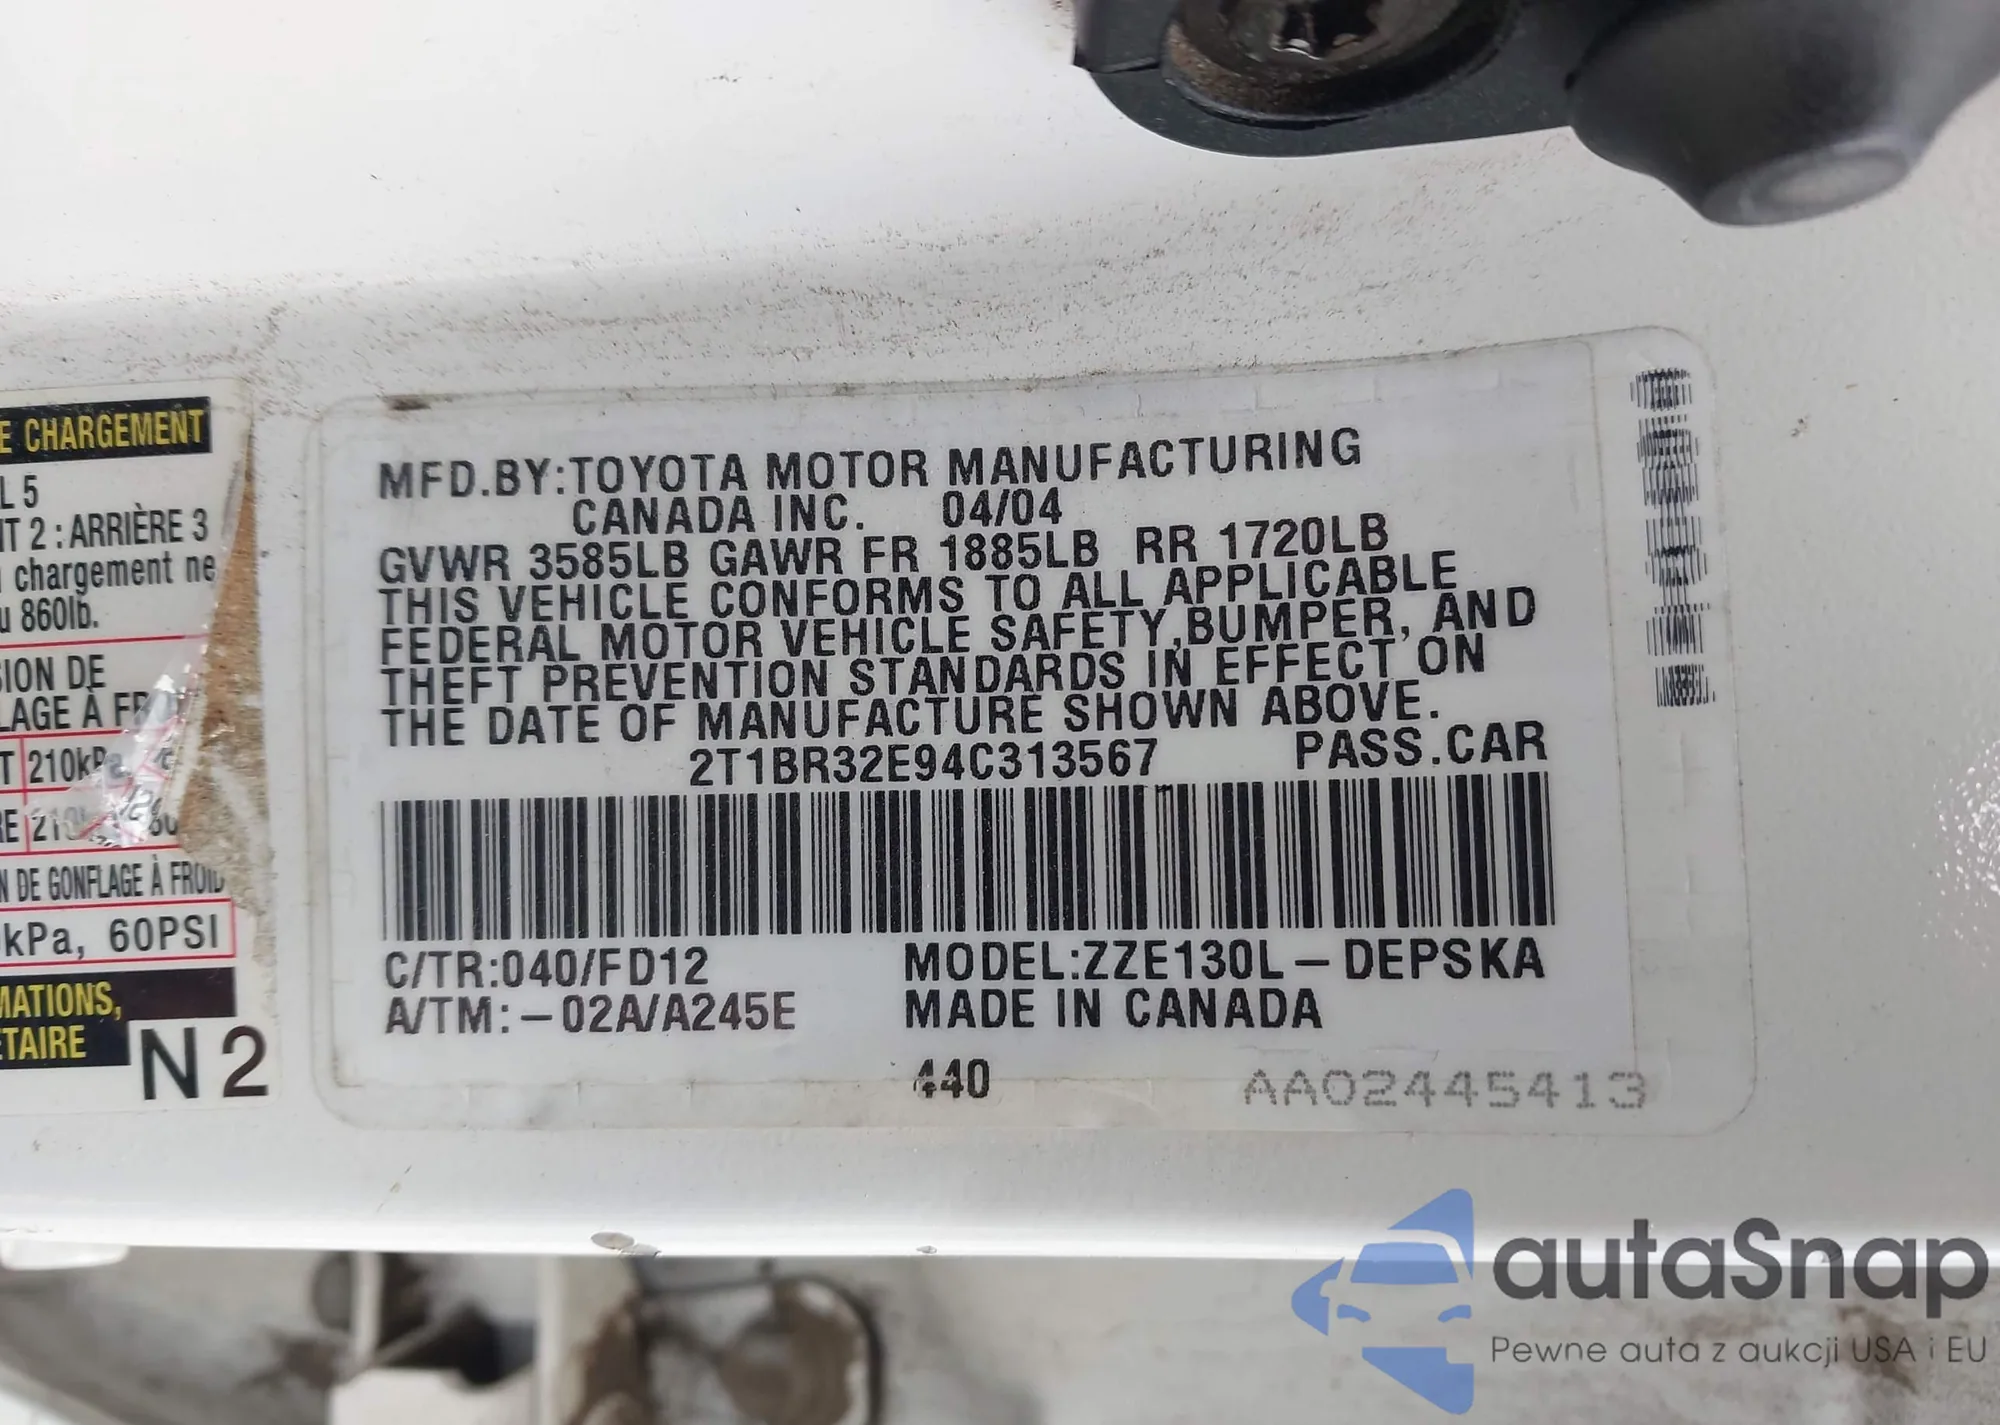 E CHARGEMENT
L 5
NT 2 : ARRIÈRE 3
chargement ne
u 860lb.
SION DE
LAGE À
T 210kPa
RE
N DE GONFLAGE À FROID
kPa, 60PSI
MATIONS,
ÉTAIRE
N 2
MFD.BY:TOYOTA MOTOR MANUFACTURING
CANADA INC. 04/04
GVWR 3585LB GAWR FR 1885LB RR 1720LB
THIS VEHICLE CONFORMS TO ALL APPLICABLE
FEDERAL MOTOR VEHICLE SAFETY,BUMPER, AND
THEFT PREVENTION STANDARDS IN EFFECT ON
THE DATE OF MANUFACTURE SHOWN ABOVE.
2T1BR32E94C313567 PASS.CAR
C/TR:040/FD12 MODEL:ZZE130L-DEPSKA
A/TM:-02A/A245E MADE IN CANADA
440 AA02445413
autaSnap
Pewne auta z aukcji USA i EU